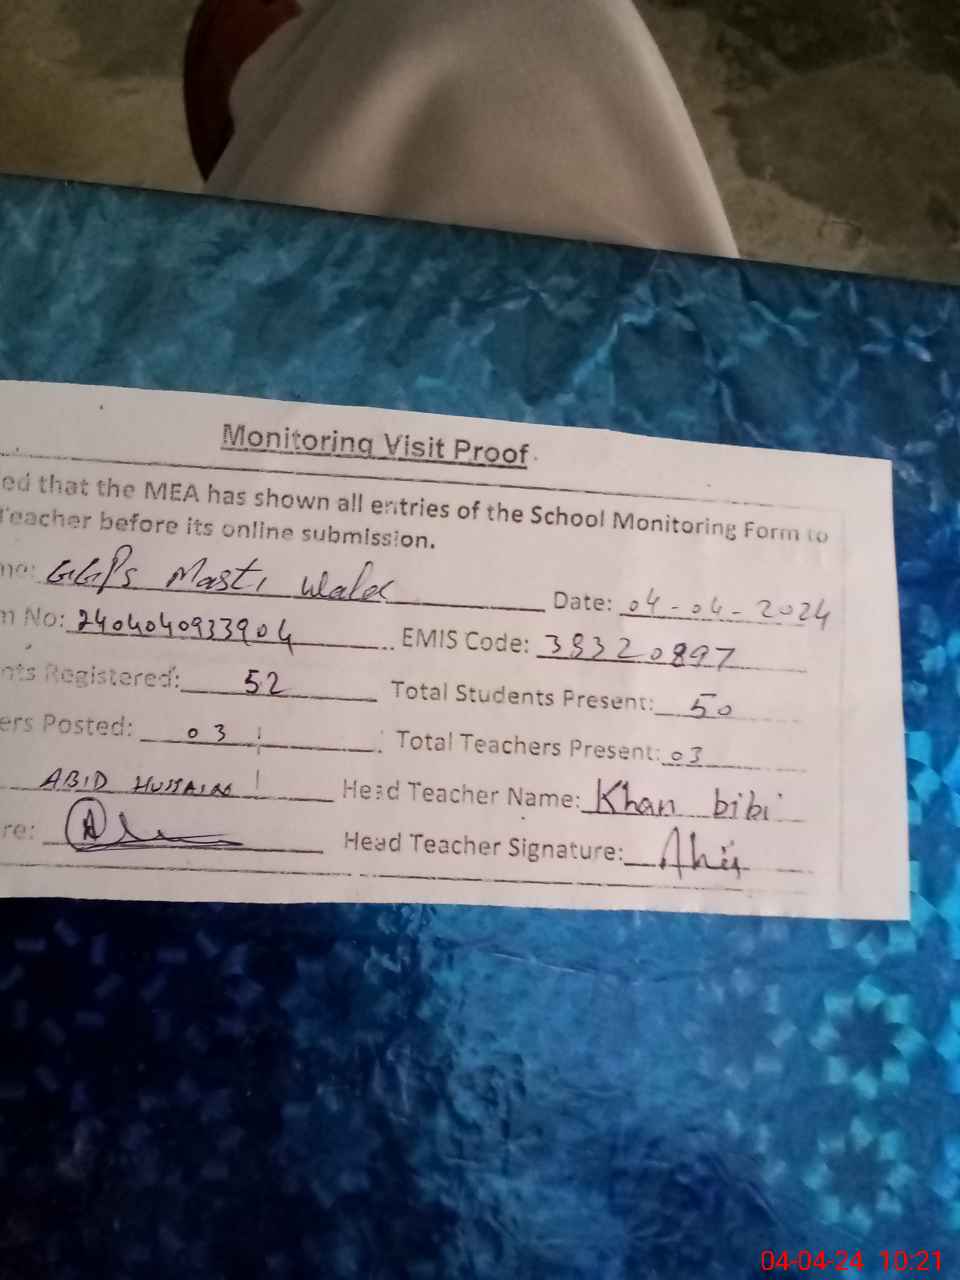 Monitoring Visit Proof
ed that the MEA has shown all entries of the School Monitoring Form to
Teacher before its online submission.
me: GGPS Masti Wala Date: 04-04-2024
m No: 2404040933904 EMIS Code: 38320897
nts Registered: 52 Total Students Present: 50
ers Posted: 03 Total Teachers Present: 03
ABID HUSSAIN Head Teacher Name: Khan bibi
re: Head Teacher Signature:
04-04-24 10:21